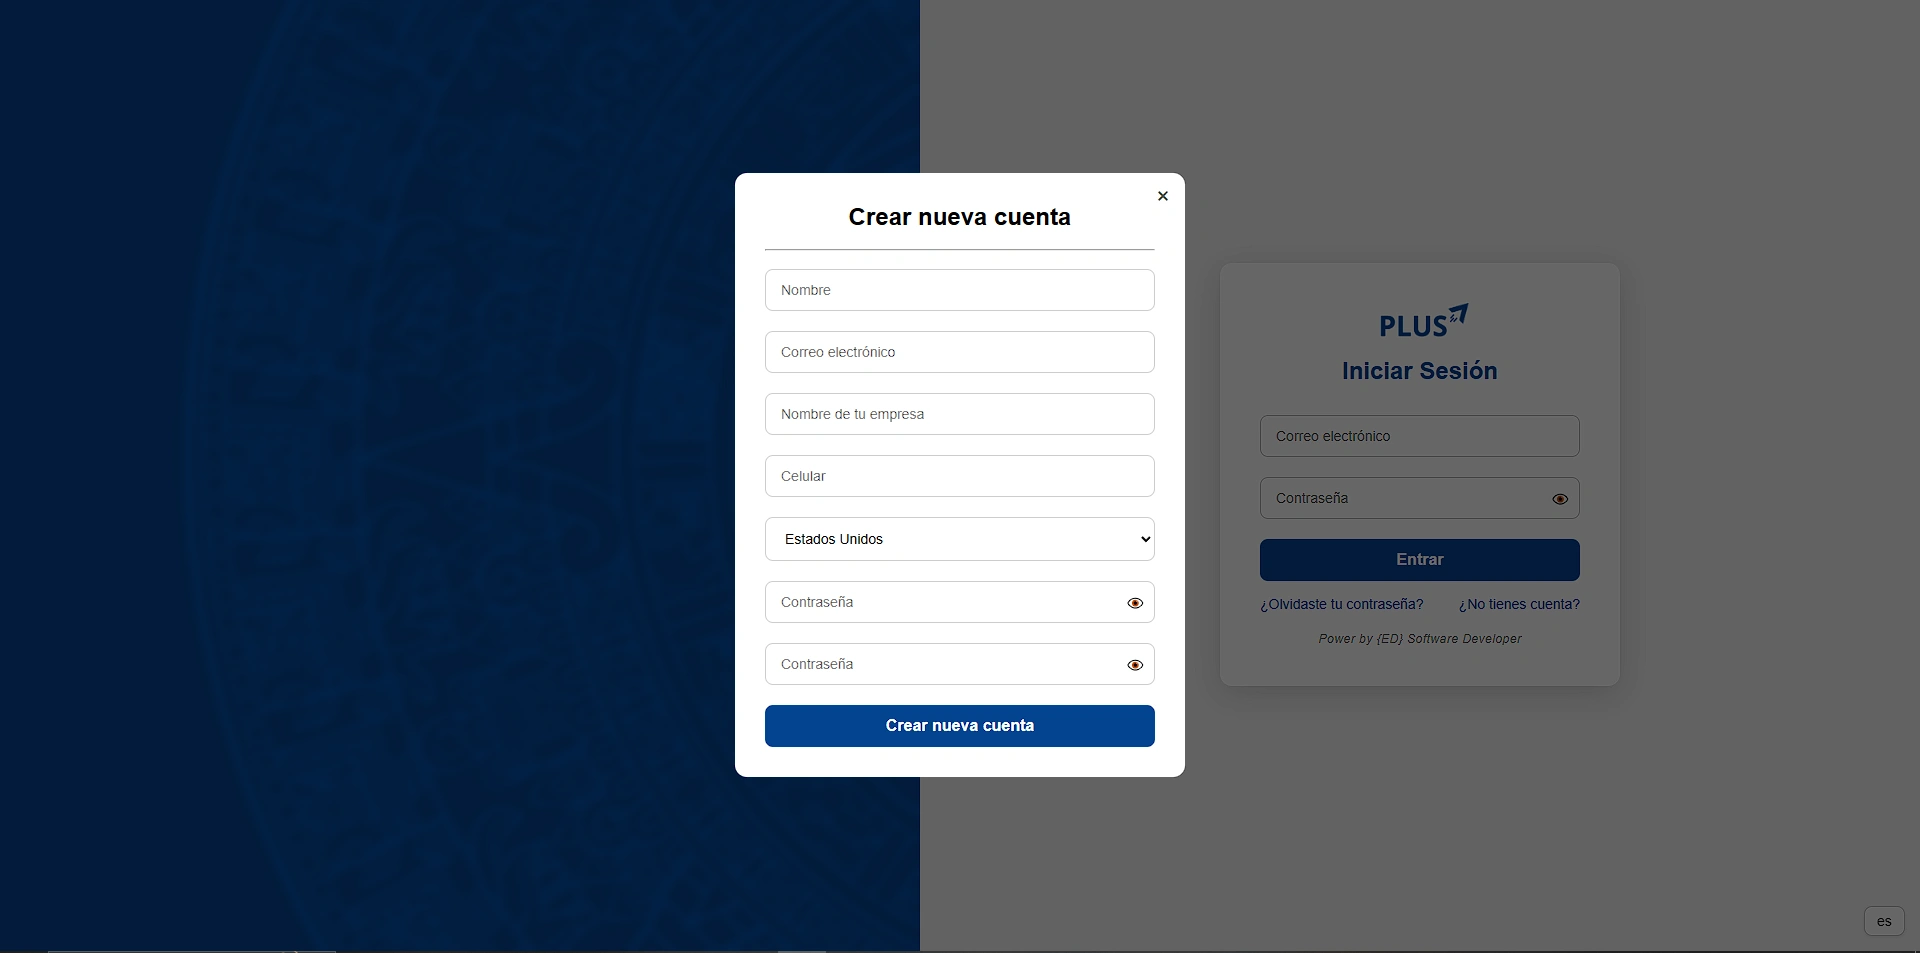 ×
Crear nueva cuenta
Nombre
Correo electrónico
Nombre de tu empresa
Celular
Estados Unidos
Contraseña
Contraseña
Crear nueva cuenta
PLUS
Iniciar Sesión
Correo electrónico
Contraseña
Entrar
¿Olvidaste tu contraseña? ¿No tienes cuenta?
Power by {ED} Software Developer
es